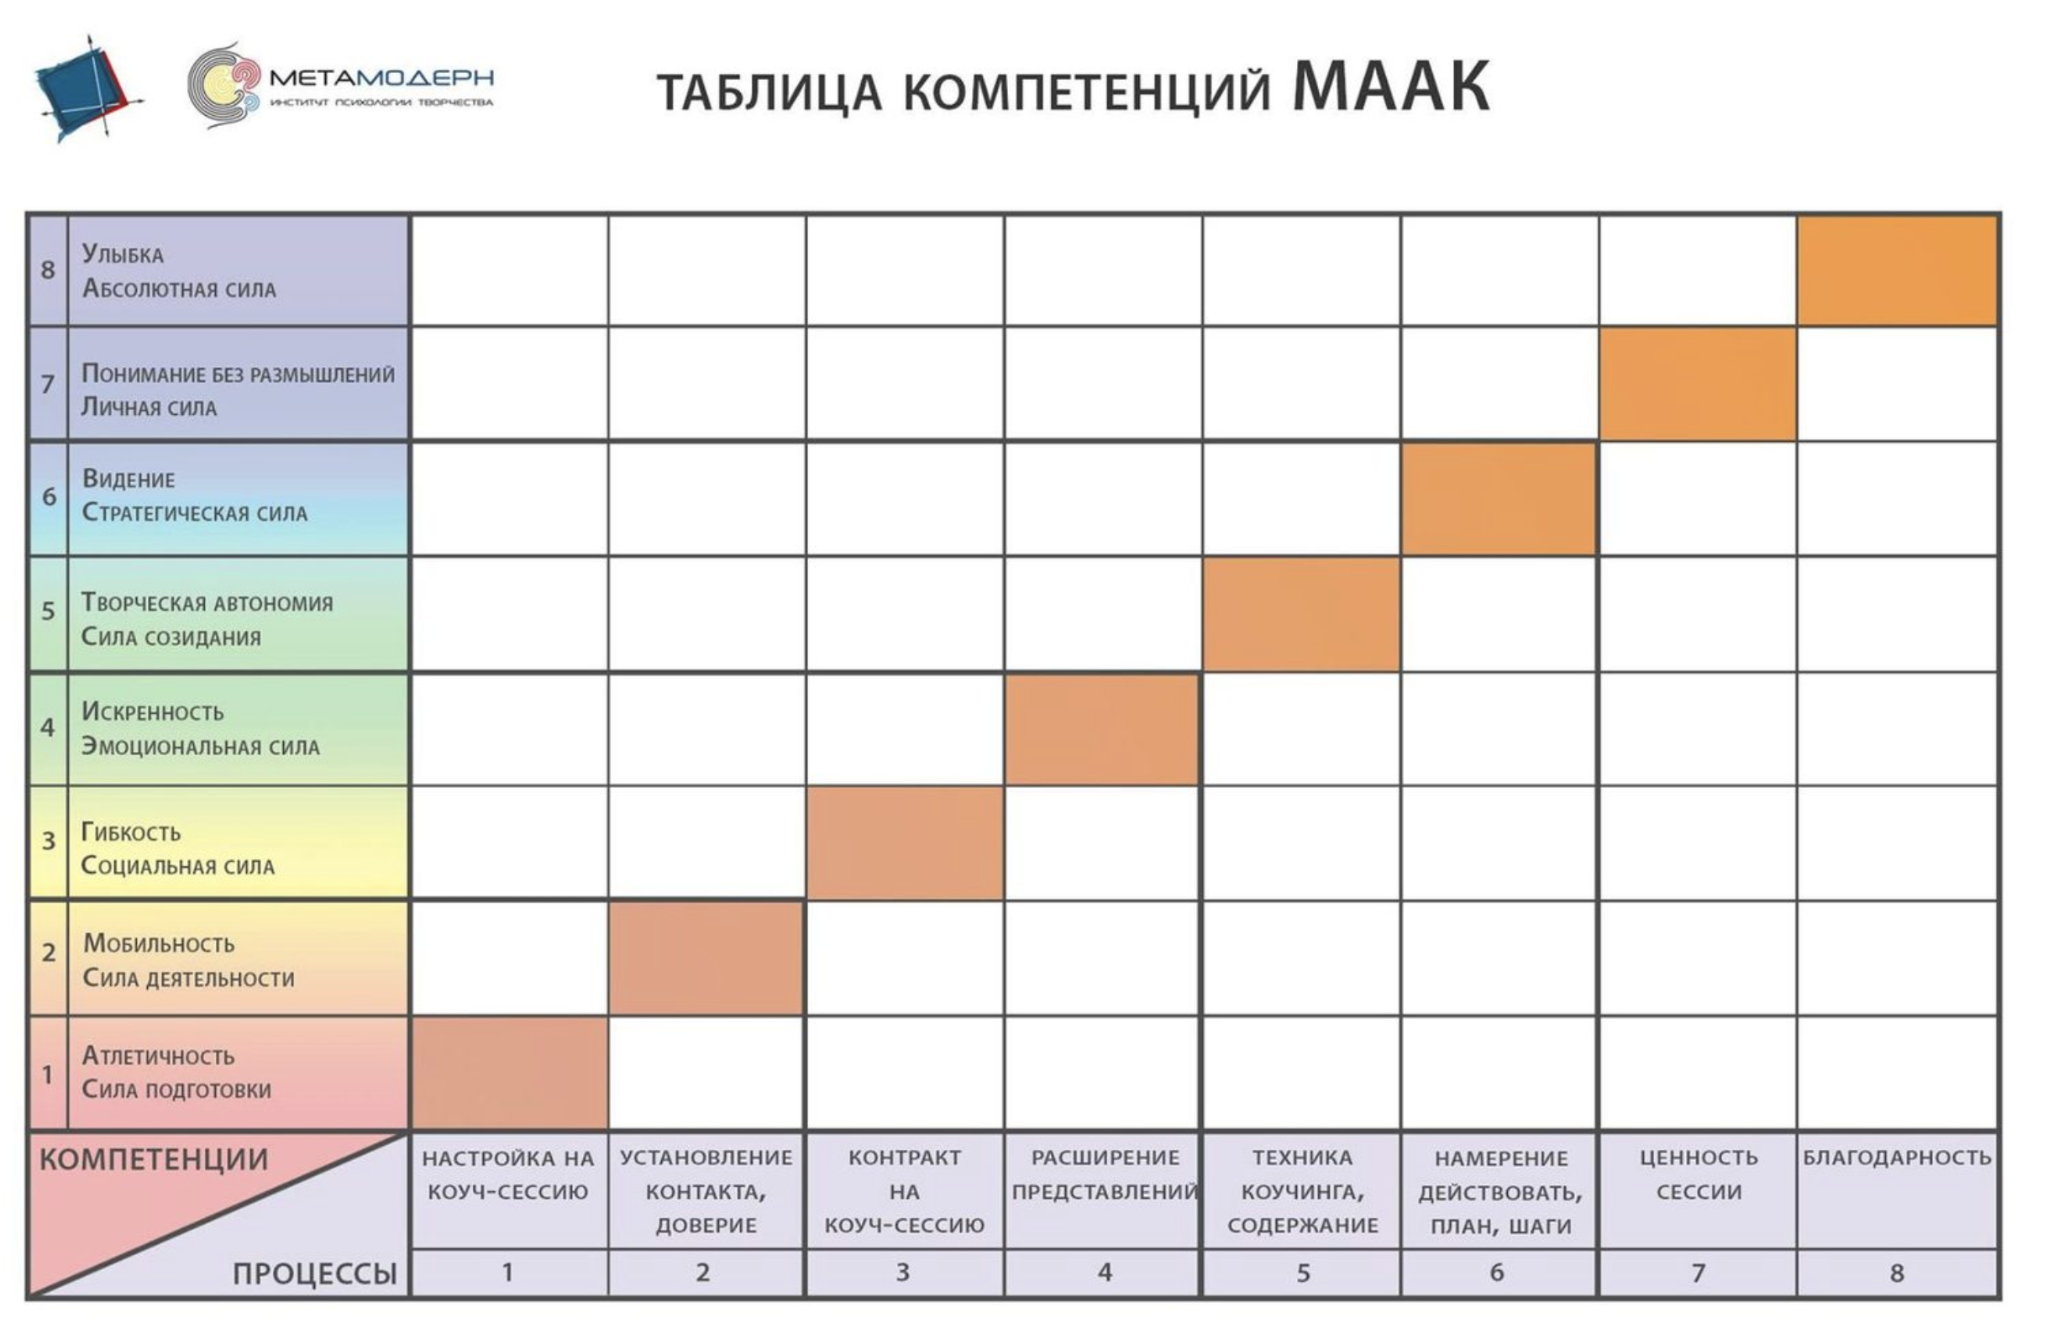 МЕТАМОДЕРН
ИНСТИТУТ ПСИХОЛОГИИ ТВОРЧЕСТВА
ТАБЛИЦА КОМПЕТЕНЦИЙ МААК
8
Улыбка
Абсолютная сила
7
Понимание без размышлений
Личная сила
6
Видение
Стратегическая сила
5
Творческая автономия
Сила созидания
4
Искренность
Эмоциональная сила
3
Гибкость
Социальная сила
2
Мобильность
Сила деятельности
1
Атлетичность
Сила подготовки
КОМПЕТЕНЦИИ
ПРОЦЕССЫ
НАСТРОЙКА НА
КОУЧ-СЕССИЮ
УСТАНОВЛЕНИЕ
КОНТАКТА,
ДОВЕРИЕ
КОНТРАКТ
НА
КОУЧ-СЕССИЮ
РАСШИРЕНИЕ
ПРЕДСТАВЛЕНИЙ
ТЕХНИКА
КОУЧИНГА,
СОДЕРЖАНИЕ
НАМЕРЕНИЕ
ДЕЙСТВОВАТЬ,
ПЛАН, ШАГИ
ЦЕННОСТЬ
СЕССИИ
БЛАГОДАРНОСТЬ
1 2 3 4 5 6 7 8